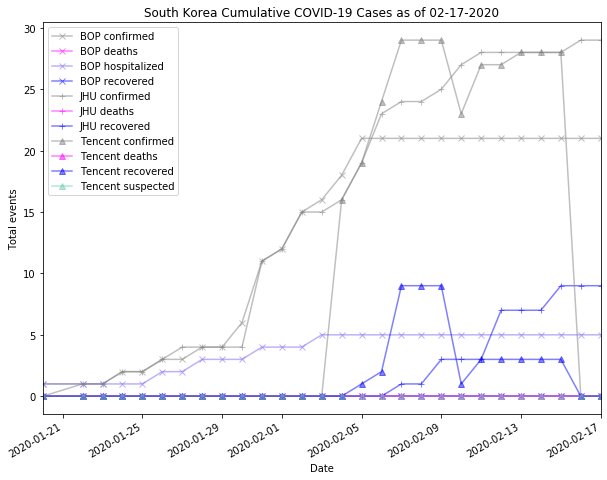 South Korea Cumulative COVID-19 Cases as of 02-17-2020
30
25
20
15
10
5
0
Total events
BOP confirmed
BOP deaths
BOP hospitalized
BOP recovered
JHU confirmed
JHU deaths
JHU recovered
Tencent confirmed
Tencent deaths
Tencent recovered
Tencent suspected
2020-01-21
2020-01-25
2020-01-29
2020-02-01
2020-02-05
2020-02-09
2020-02-13
2020-02-17
Date